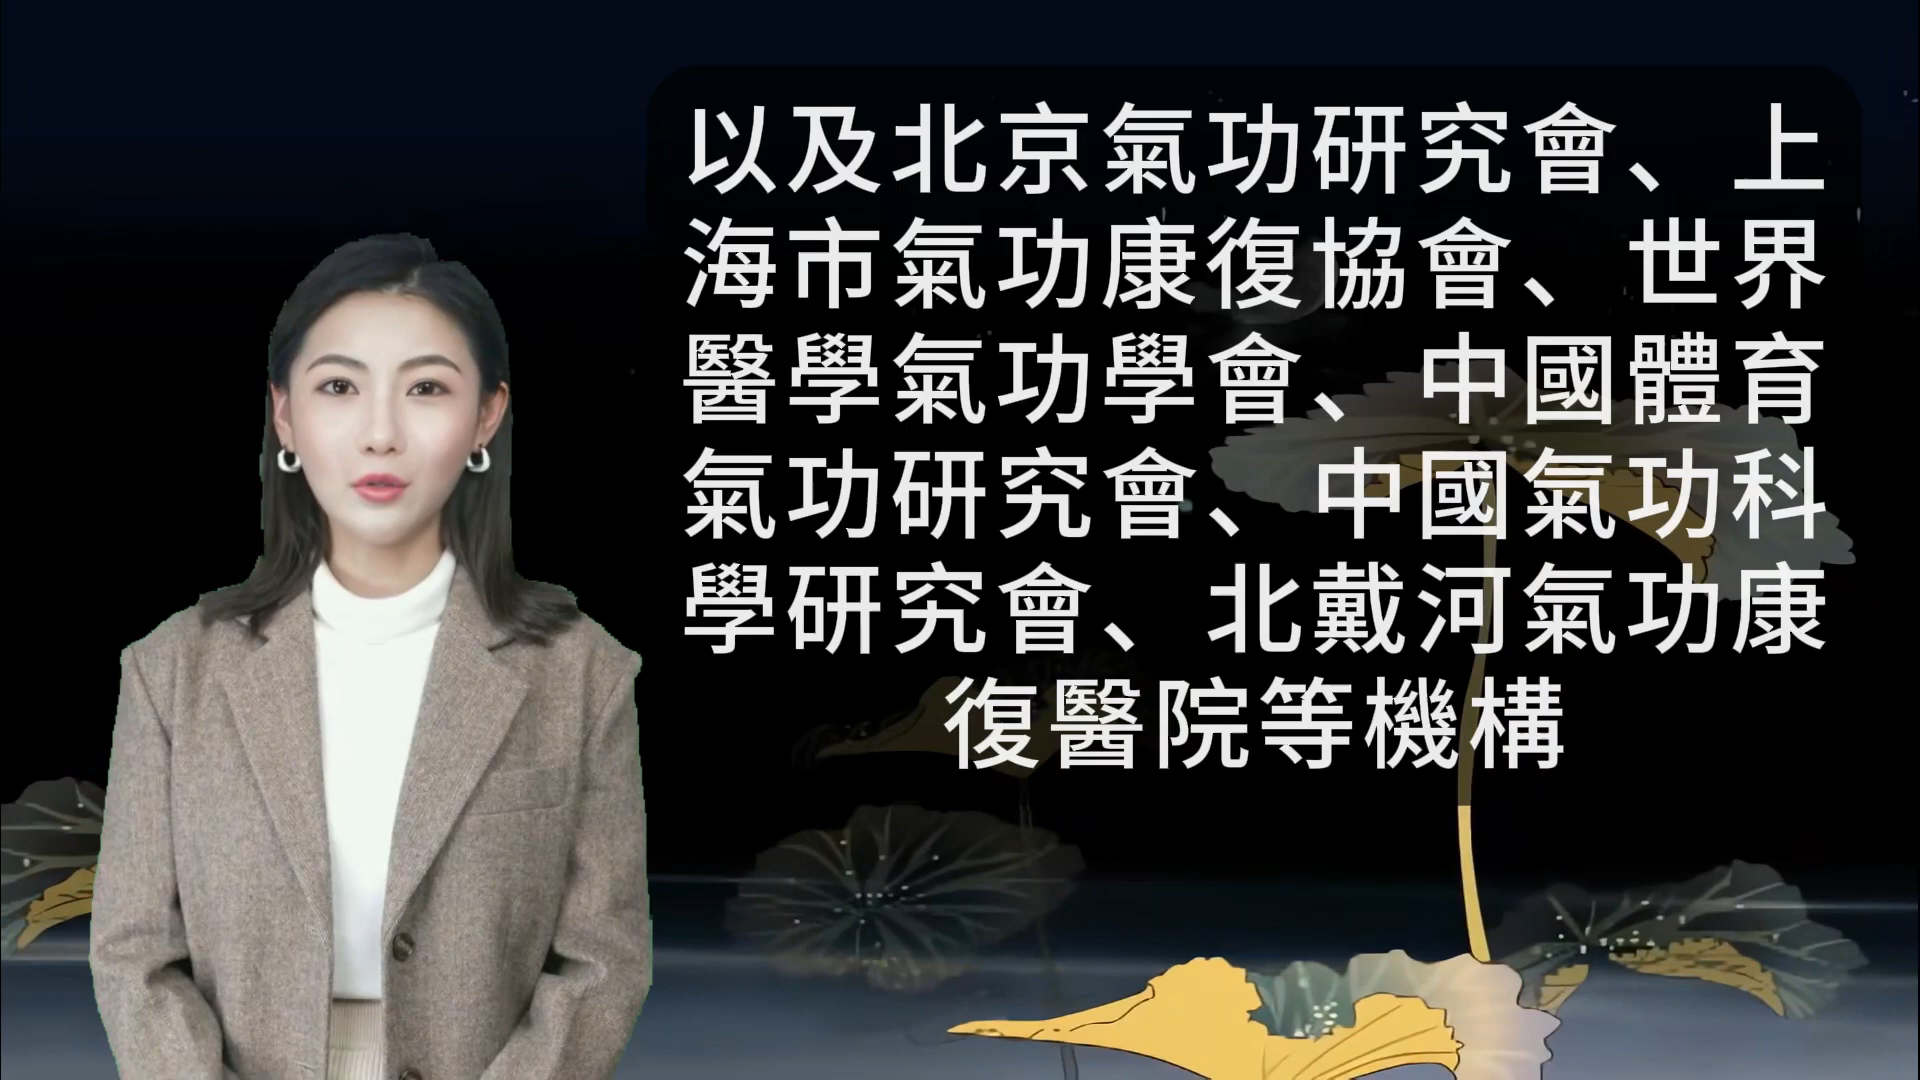 以及北京氣功研究會、上
海市氣功康復協會、世界
醫學氣功學會、中國體育
氣功研究會、中國氣功科
學研究會、北戴河氣功康
復醫院等機構